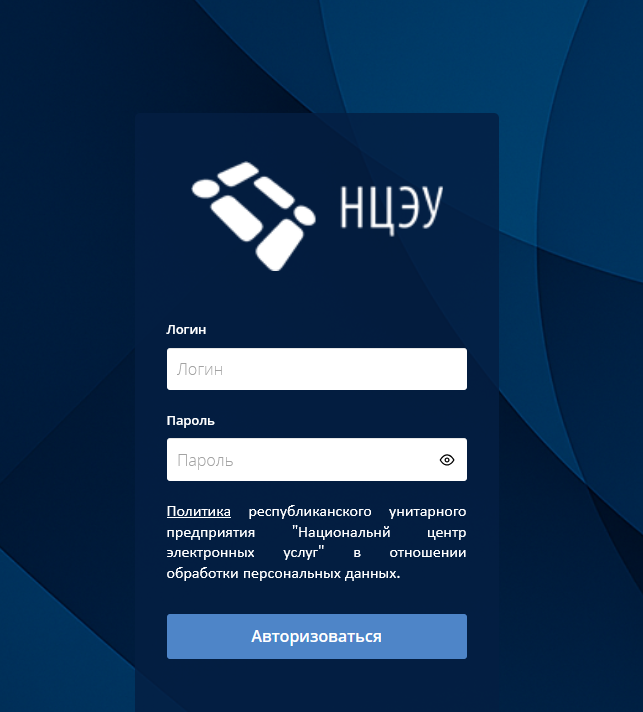 НЦЭУ
Логин
Логин
Пароль
Пароль
Политика республиканского унитарного
предприятия "Национальнй центр
электронных услуг" в отношении
обработки персональных данных.
Авторизоваться